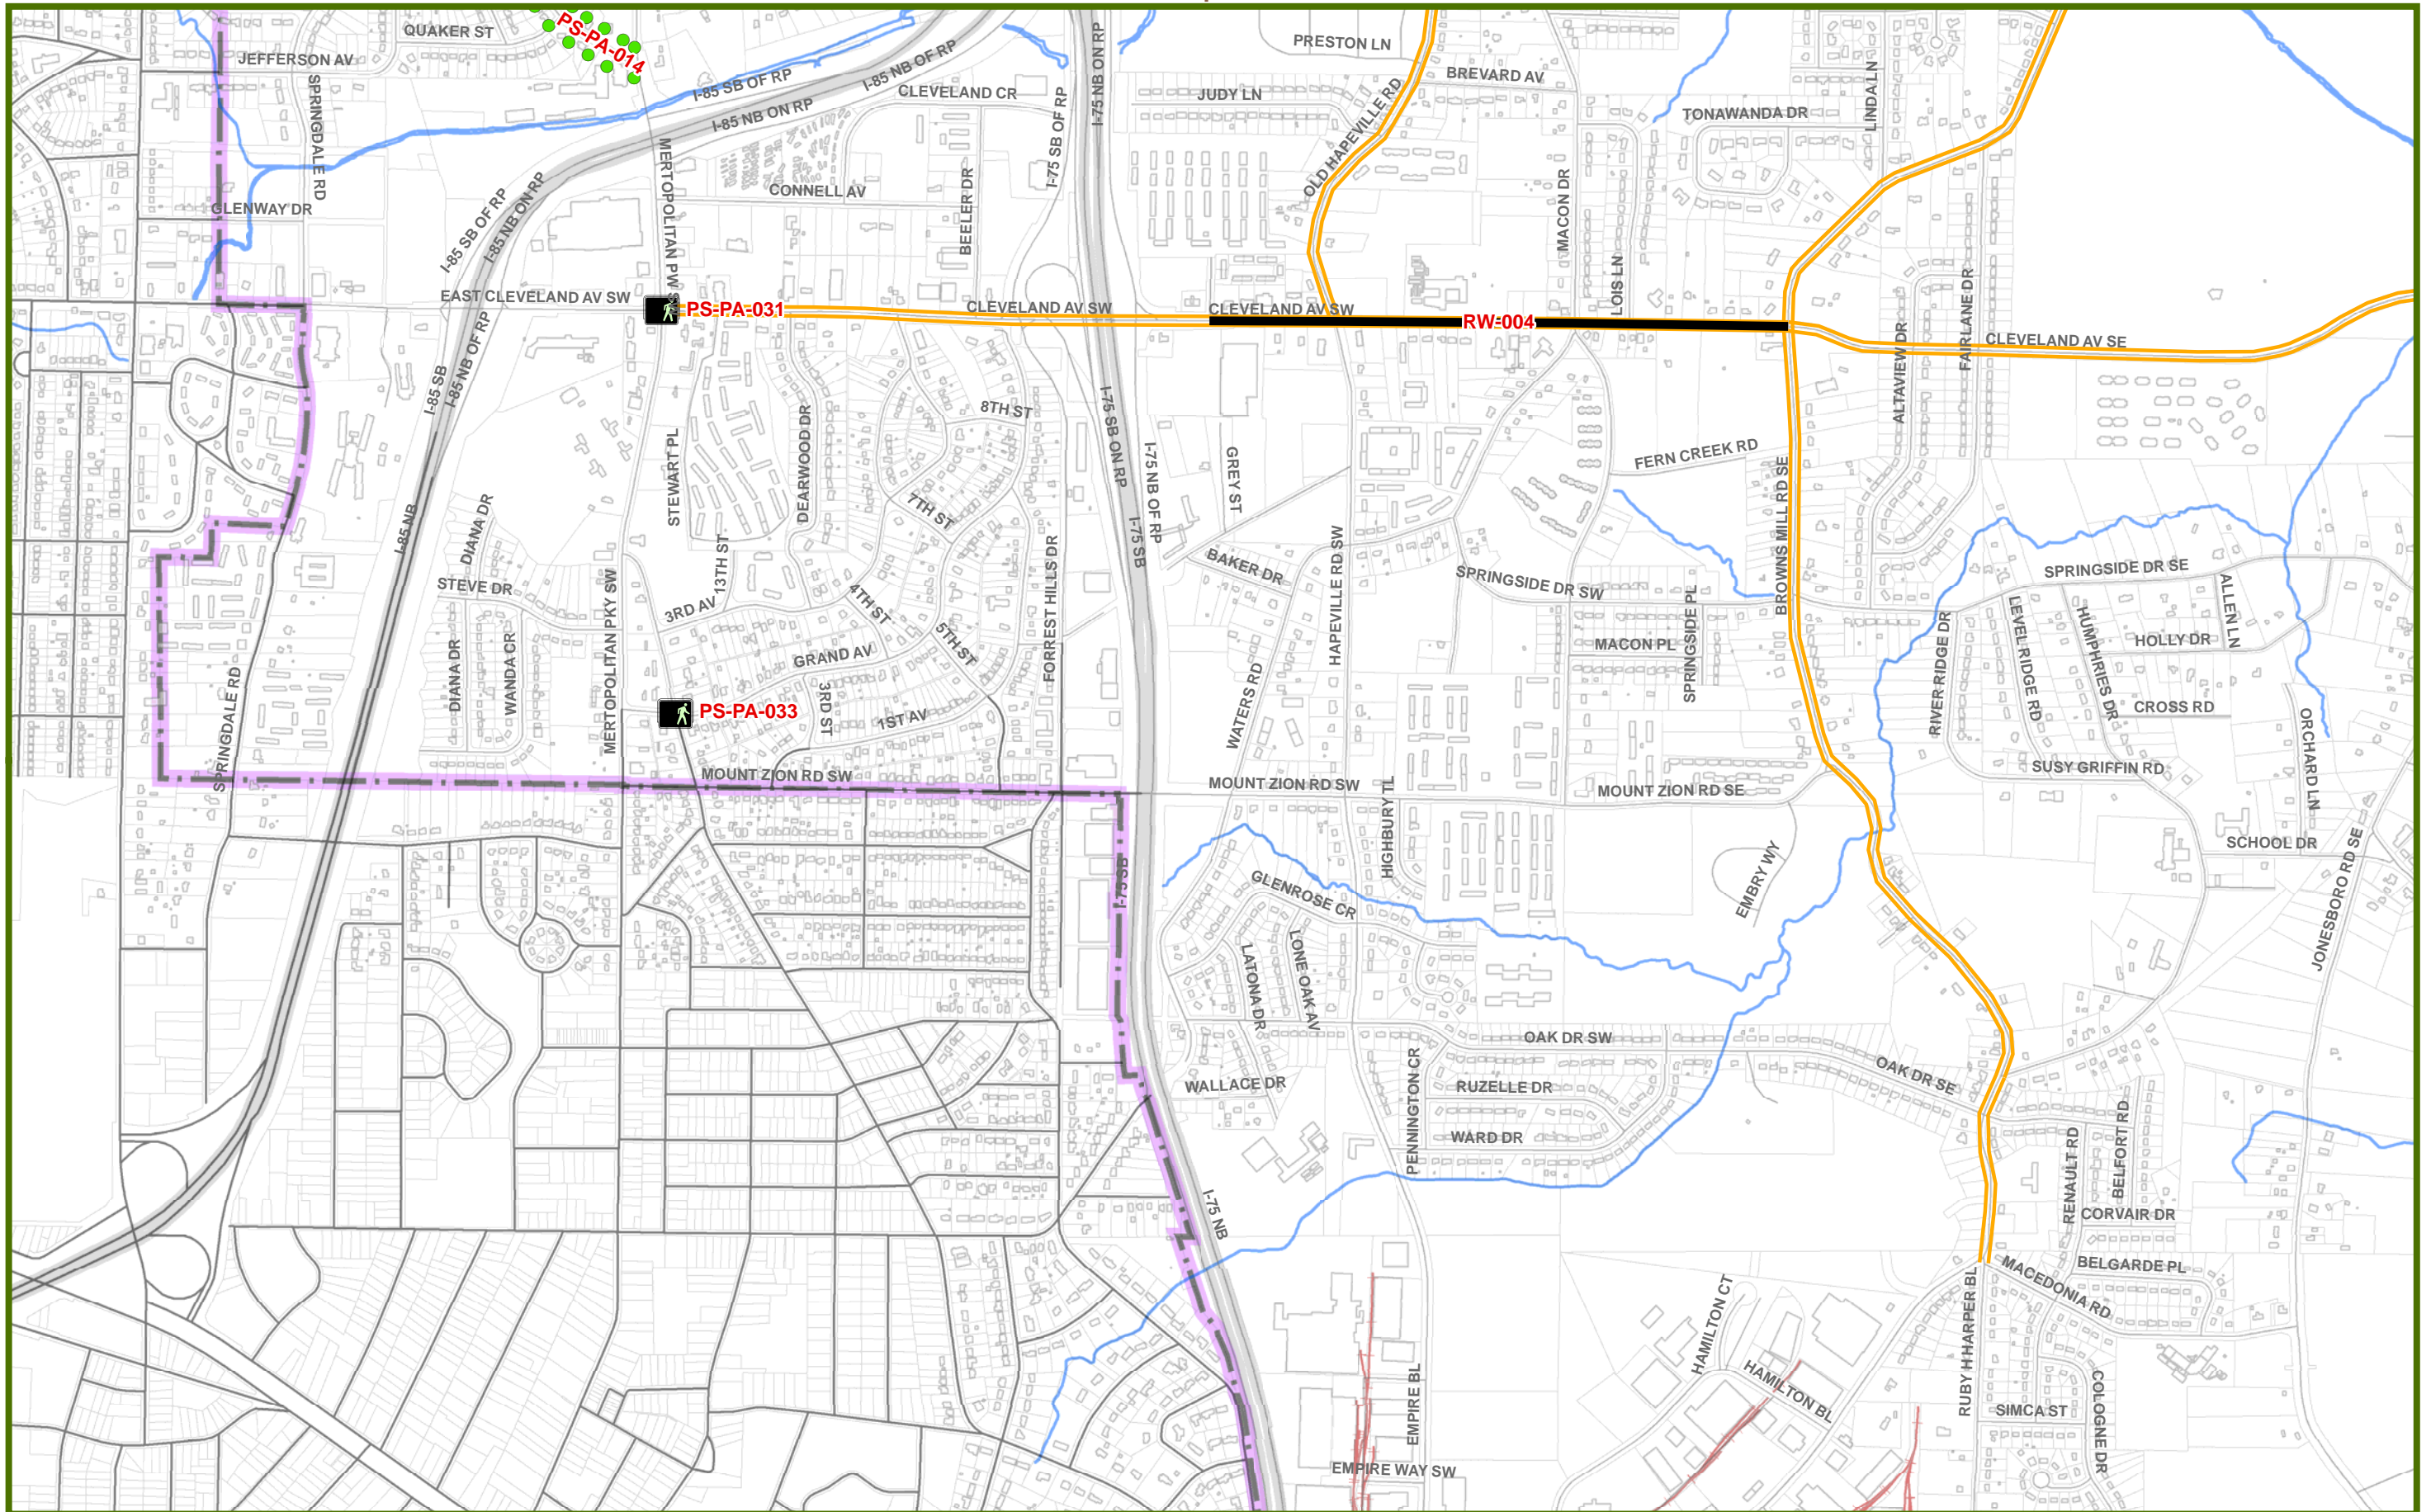 QUAKER ST
PS-PA-014
PRESTON LN
JEFFERSON AV
SPRINGDALE RD
I-85 SB OF RP
I-85 NB OF RP
I-85 NB ON RP
CLEVELAND CR
I-75 NB ON RP
I-75 SB OF RP
JUDY LN
BREVARD AV
OLD HAPEVILLE RD
TONAWANDA DR
LINDA LN
MERTOPOLITAN PW SW
CONNELL AV
BEELER DR
MACON DR
LOIS LN
GLENWAY DR
I-85 SB OF RP
I-85 NB ON RP
EAST CLEVELAND AV SW
PS-PA-031
CLEVELAND AV SW
CLEVELAND AV SW
RW-004
CLEVELAND AV SE
ALTAVIEW DR
FAIRLANE DR
I-85 SB
I-85 NB OF RP
I-85 NB
STEWART PL
DEARWOOD DR
8TH ST
7TH ST
I-75 SB ON RP
I-75 NB OF RP
I-75 SB
GREY ST
FERN CREEK RD
BROWNS MILL RD SE
DIANA DR
STEVE DR
13TH ST
3RD AV
4TH ST
5TH ST
FORREST HILLS DR
BAKER DR
HAPEVILLE RD SW
SPRINGSIDE DR SW
SPRINGSIDE PL
MACON PL
SPRINGSIDE DR SE
ALLEN LN
LEVEL RIDGE RD
HUMPHRIES DR
HOLLY DR
CROSS RD
RIVER RIDGE DR
ORCHARD LN
DIANA DR
WANDA CR
MERTOPOLITAN PKY SW
GRAND AV
3RD ST
1ST AV
PS-PA-033
WATERS RD
SPRINGDALE RD
MOUNT ZION RD SW
MOUNT ZION RD SW
HIGHBURY TL
MOUNT ZION RD SE
SUSY GRIFFIN RD
SCHOOL DR
JONESBORO RD SE
I-75 SB
EMBRY WY
GLENROSE CR
LATONA DR
LONE OAK AV
OAK DR SW
OAK DR SE
WALLACE DR
PENNINGTON CR
RUZELLE DR
WARD DR
RENAULT RD
BELFORT RD
CORVAIR DR
I-75 NB
BELGARDE PL
MACEDONIA RD
RUBY H HARPER BL
HAMILTON CT
HAMILTON BL
EMPIRE BL
SIMCA ST
COLOGNE DR
EMPIRE WAY SW